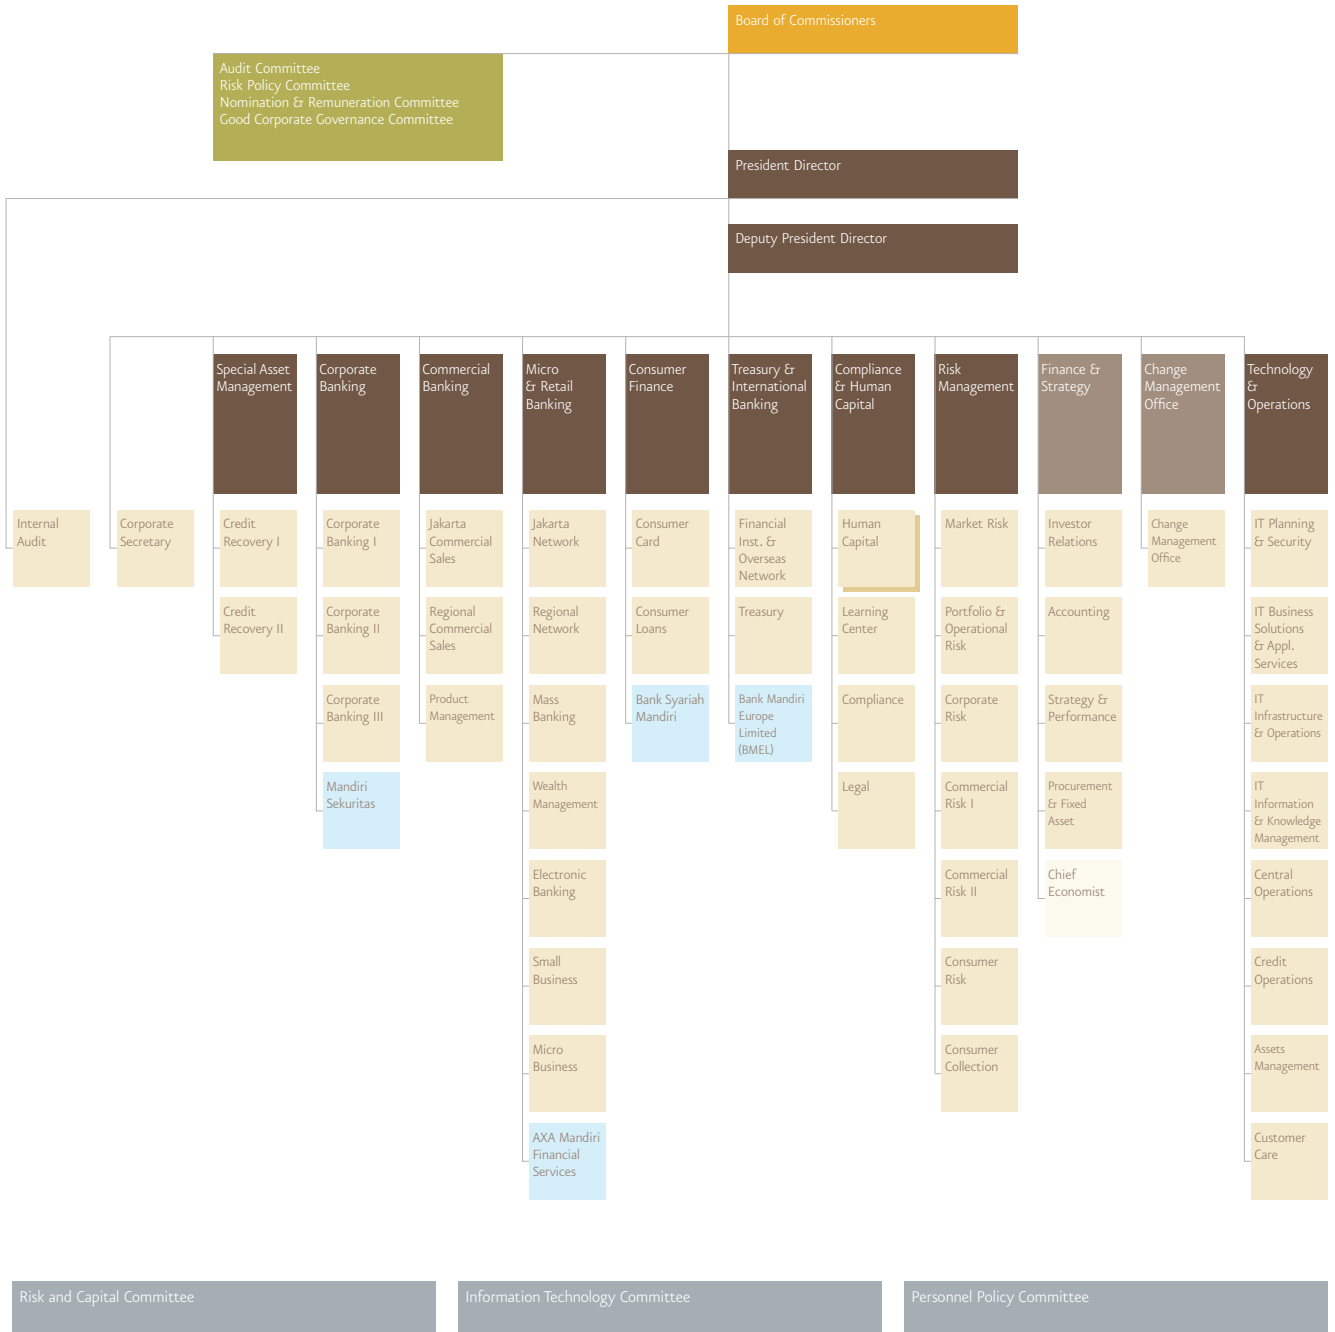 Board of Commissioners
Audit Committee
Risk Policy Committee
Nomination & Remuneration Committee
Good Corporate Governance Committee
President Director
Deputy President Director
Special Asset
Management
Corporate
Banking
Commercial
Banking
Micro
& Retail
Banking
Consumer
Finance
Treasury &
International
Banking
Compliance
& Human
Capital
Risk
Management
Finance &
Strategy
Change
Management
Office
Technology
&
Operations
Internal
Audit
Corporate
Secretary
Credit
Recovery I
Credit
Recovery II
Corporate
Banking I
Corporate
Banking II
Corporate
Banking III
Mandiri
Sekuritas
Jakarta
Commercial
Sales
Regional
Commercial
Sales
Product
Management
Jakarta
Network
Regional
Network
Mass
Banking
Wealth
Management
Electronic
Banking
Small
Business
Micro
Business
AXA Mandiri
Financial
Services
Consumer
Card
Consumer
Loans
Bank Syariah
Mandiri
Financial
Inst. &
Overseas
Network
Treasury
Bank Mandiri
Europe
Limited
(BMEL)
Human
Capital
Learning
Center
Compliance
Legal
Market Risk
Portfolio &
Operational
Risk
Corporate
Risk
Commercial
Risk I
Commercial
Risk II
Consumer
Risk
Consumer
Collection
Investor
Relations
Accounting
Strategy &
Performance
Procurement
& Fixed
Asset
Chief
Economist
Change
Management
Office
IT Planning
& Security
IT Business
Solutions
& Appl.
Services
IT
Infrastructure
& Operations
IT
Information
& Knowledge
Management
Central
Operations
Credit
Operations
Assets
Management
Customer
Care
Risk and Capital Committee
Information Technology Committee
Personnel Policy Committee